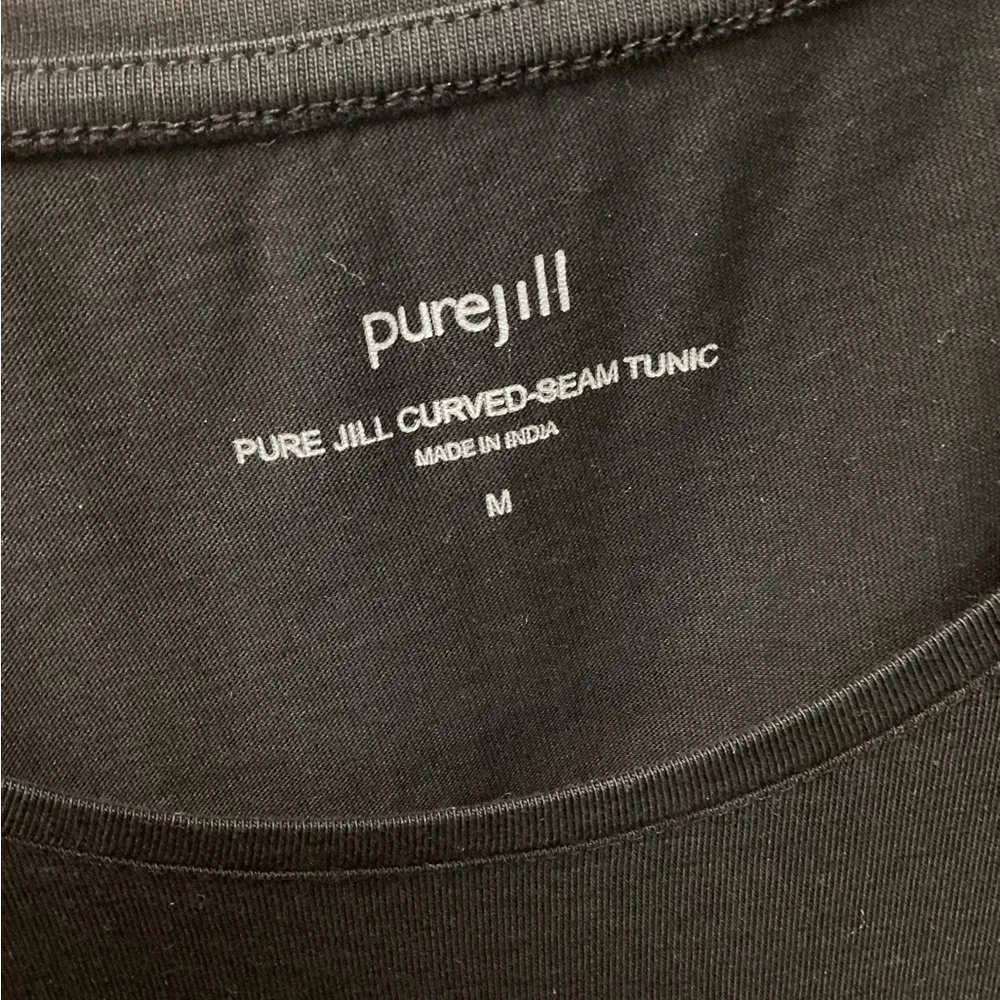 purejill
PURE JILL CURVED-SEAM TUNIC
MADE IN INDIA
M